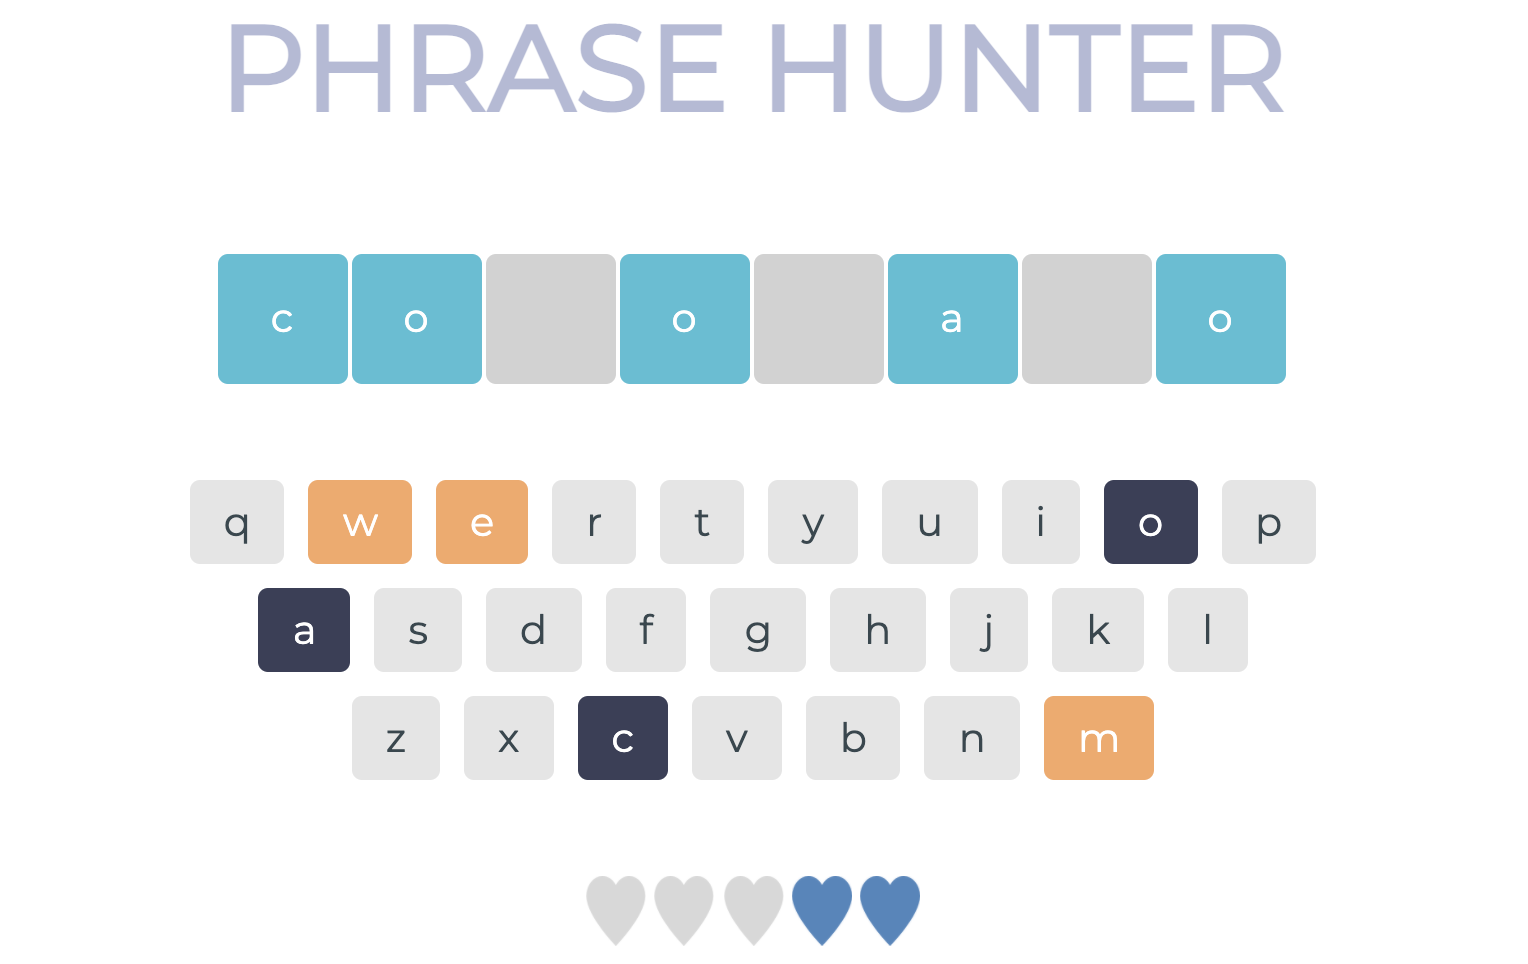 PHRASE HUNTER
c o o a o
q w e r t y u i o p
a s d f g h j k l
z x c v b n m